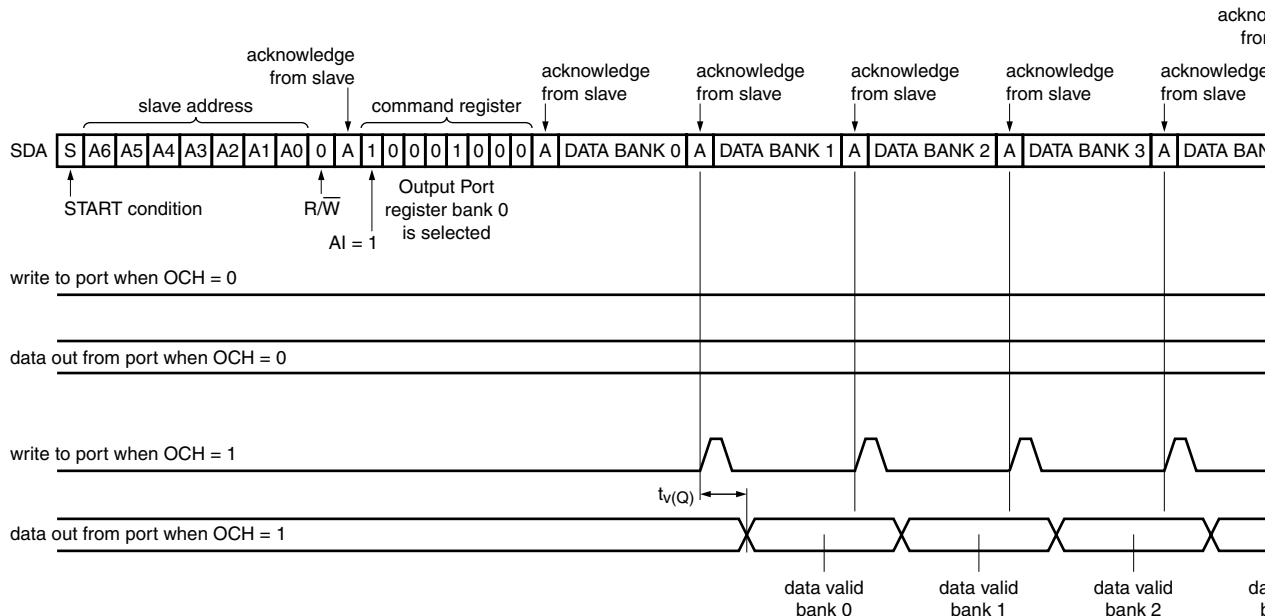 ackno
fro
acknowledge
from slave
acknowledge
from slave
acknowledge
from slave
acknowledge
from slave
acknowledge
from slave
acknowledge
from slave
slave address
command register
SDA S A6 A5 A4 A3 A2 A1 A0 0 A 1 0 0 0 1 0 0 0 A DATA BANK 0 A DATA BANK 1 A DATA BANK 2 A DATA BANK 3 A DATA BAN
START condition
R/W̅
AI = 1
Output Port
register bank 0
is selected
write to port when OCH = 0
data out from port when OCH = 0
write to port when OCH = 1
tv(Q)
data out from port when OCH = 1
data valid
bank 0
data valid
bank 1
data valid
bank 2
da
b